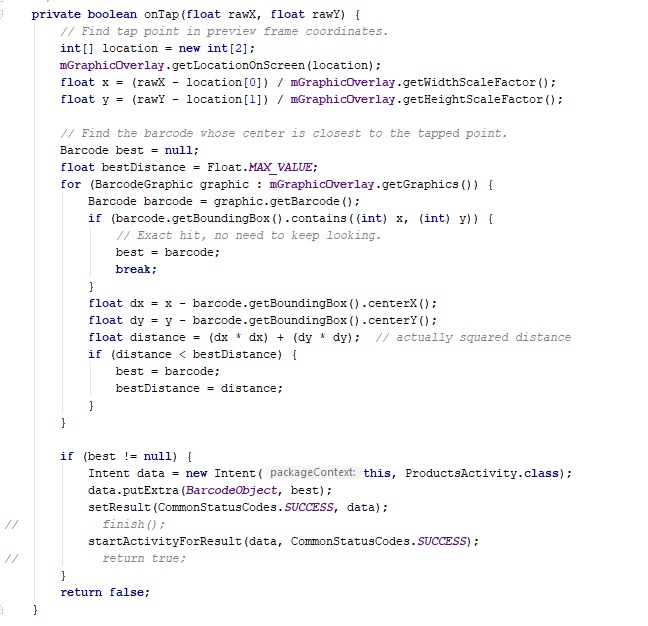 private boolean onTap(float rawX, float rawY) {
    // Find tap point in preview frame coordinates.
    int[] location = new int[2];
    mGraphicOverlay.getLocationOnScreen(location);
    float x = (rawX - location[0]) / mGraphicOverlay.getWidthScaleFactor();
    float y = (rawY - location[1]) / mGraphicOverlay.getHeightScaleFactor();

    // Find the barcode whose center is closest to the tapped point.
    Barcode best = null;
    float bestDistance = Float.MAX_VALUE;
    for (BarcodeGraphic graphic : mGraphicOverlay.getGraphics()) {
        Barcode barcode = graphic.getBarcode();
        if (barcode.getBoundingBox().contains((int) x, (int) y)) {
            // Exact hit, no need to keep looking.
            best = barcode;
            break;
        }
        float dx = x - barcode.getBoundingBox().centerX();
        float dy = y - barcode.getBoundingBox().centerY();
        float distance = (dx * dx) + (dy * dy);  // actually squared distance
        if (distance < bestDistance) {
            best = barcode;
            bestDistance = distance;
        }
    }

    if (best != null) {
        Intent data = new Intent( packageContext: this, ProductsActivity.class);
        data.putExtra(BarcodeObject, best);
        setResult(CommonStatusCodes.SUCCESS, data);
//            finish();
        startActivityForResult(data, CommonStatusCodes.SUCCESS);
//            return true;
    }
    return false;
}